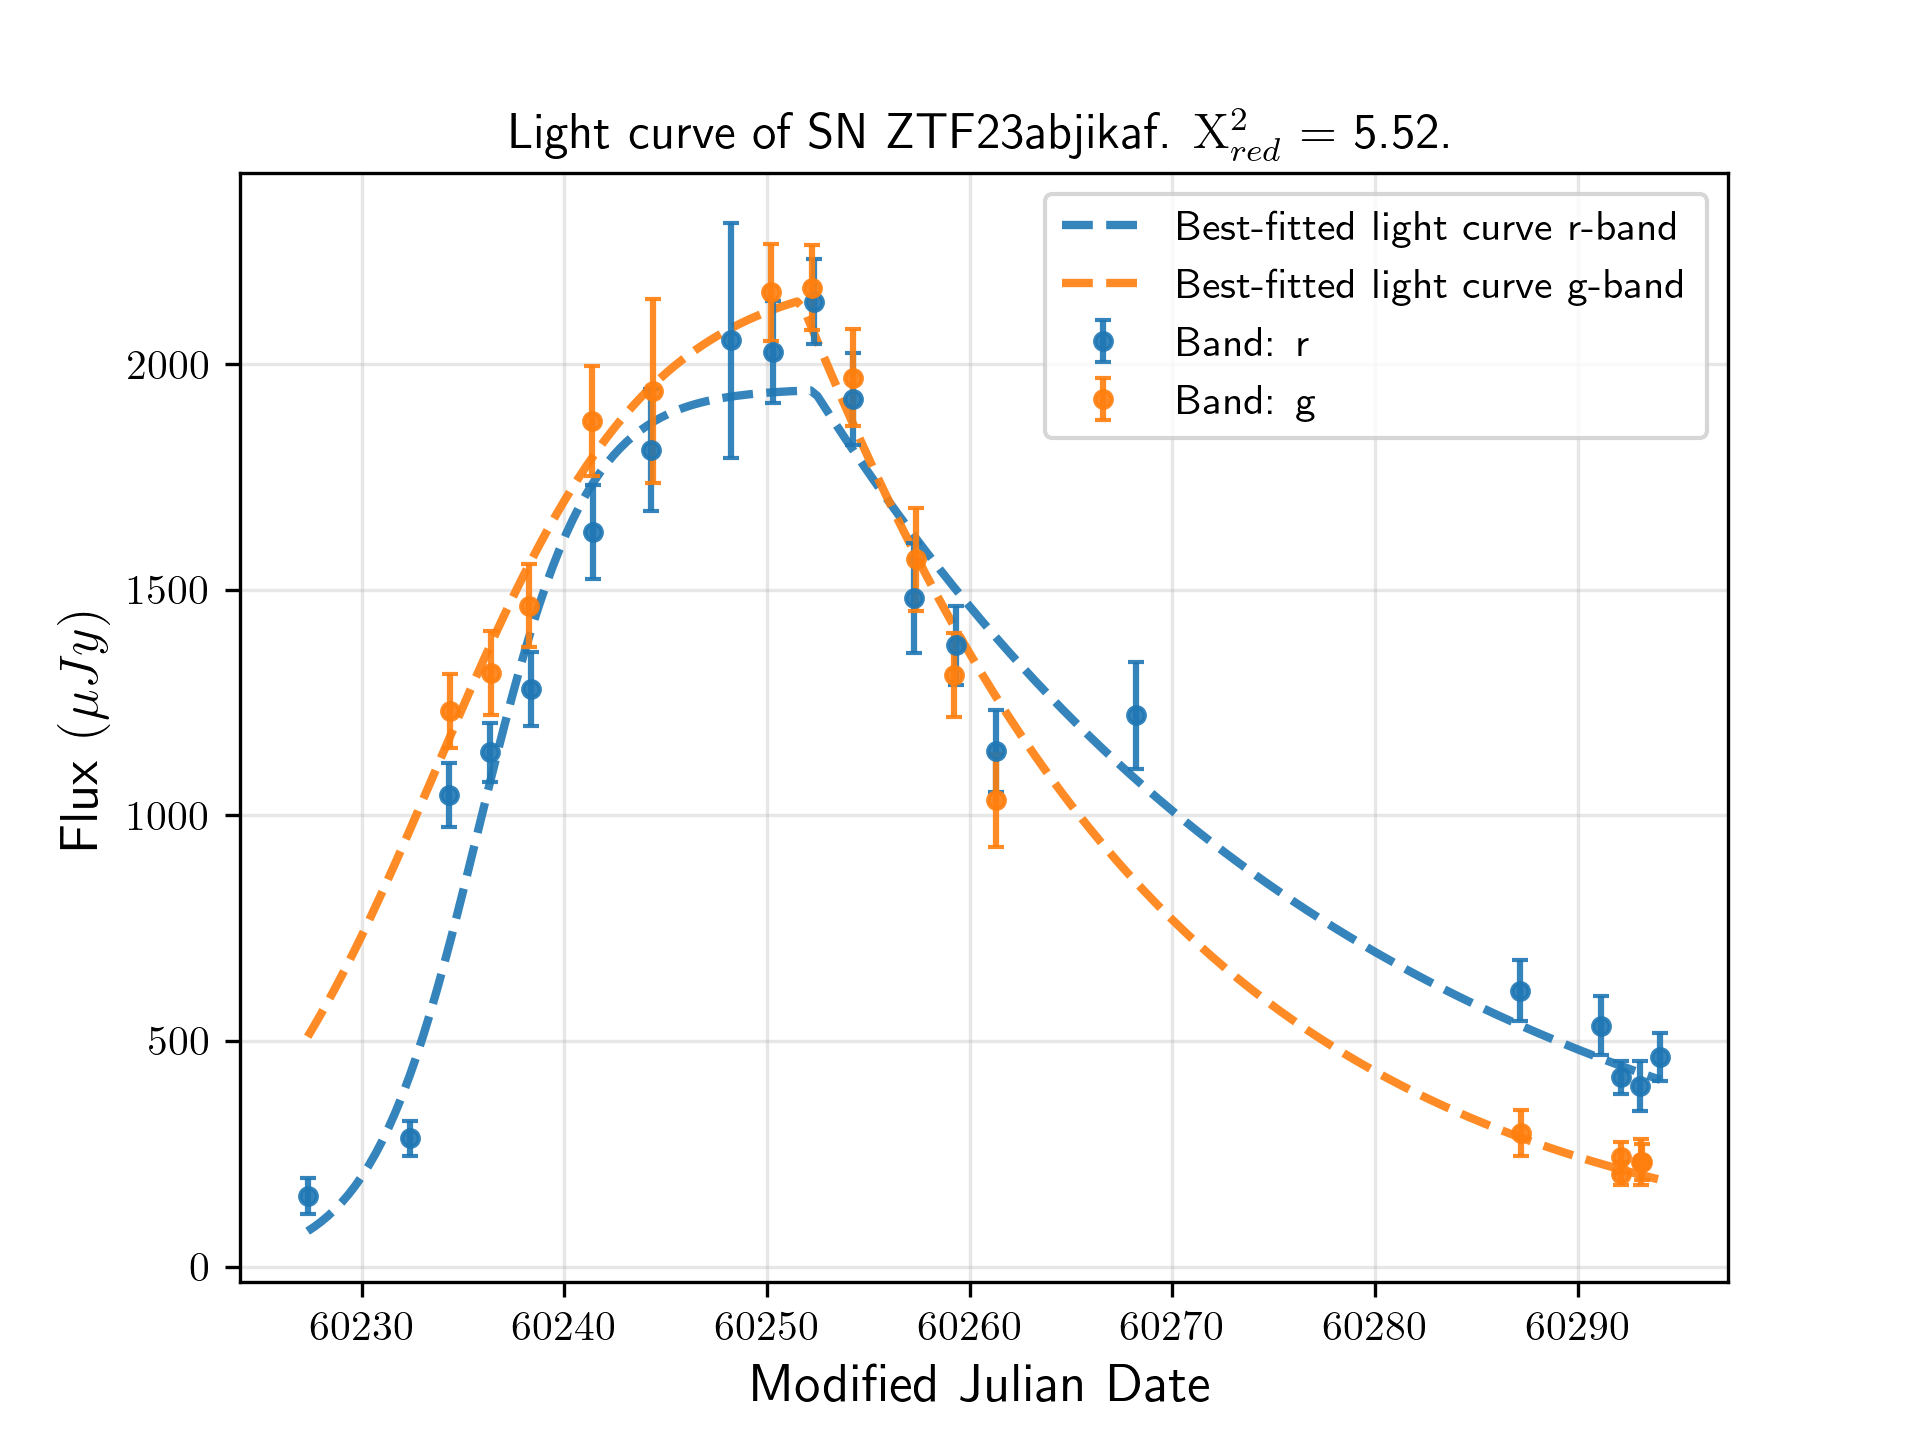 Light curve of SN ZTF23abjikaf. Χ²_red = 5.52.
Best-fitted light curve r-band
Best-fitted light curve g-band
Band: r
Band: g
2000
1500
1000
500
0
Flux (μJy)
60230 60240 60250 60260 60270 60280 60290
Modified Julian Date